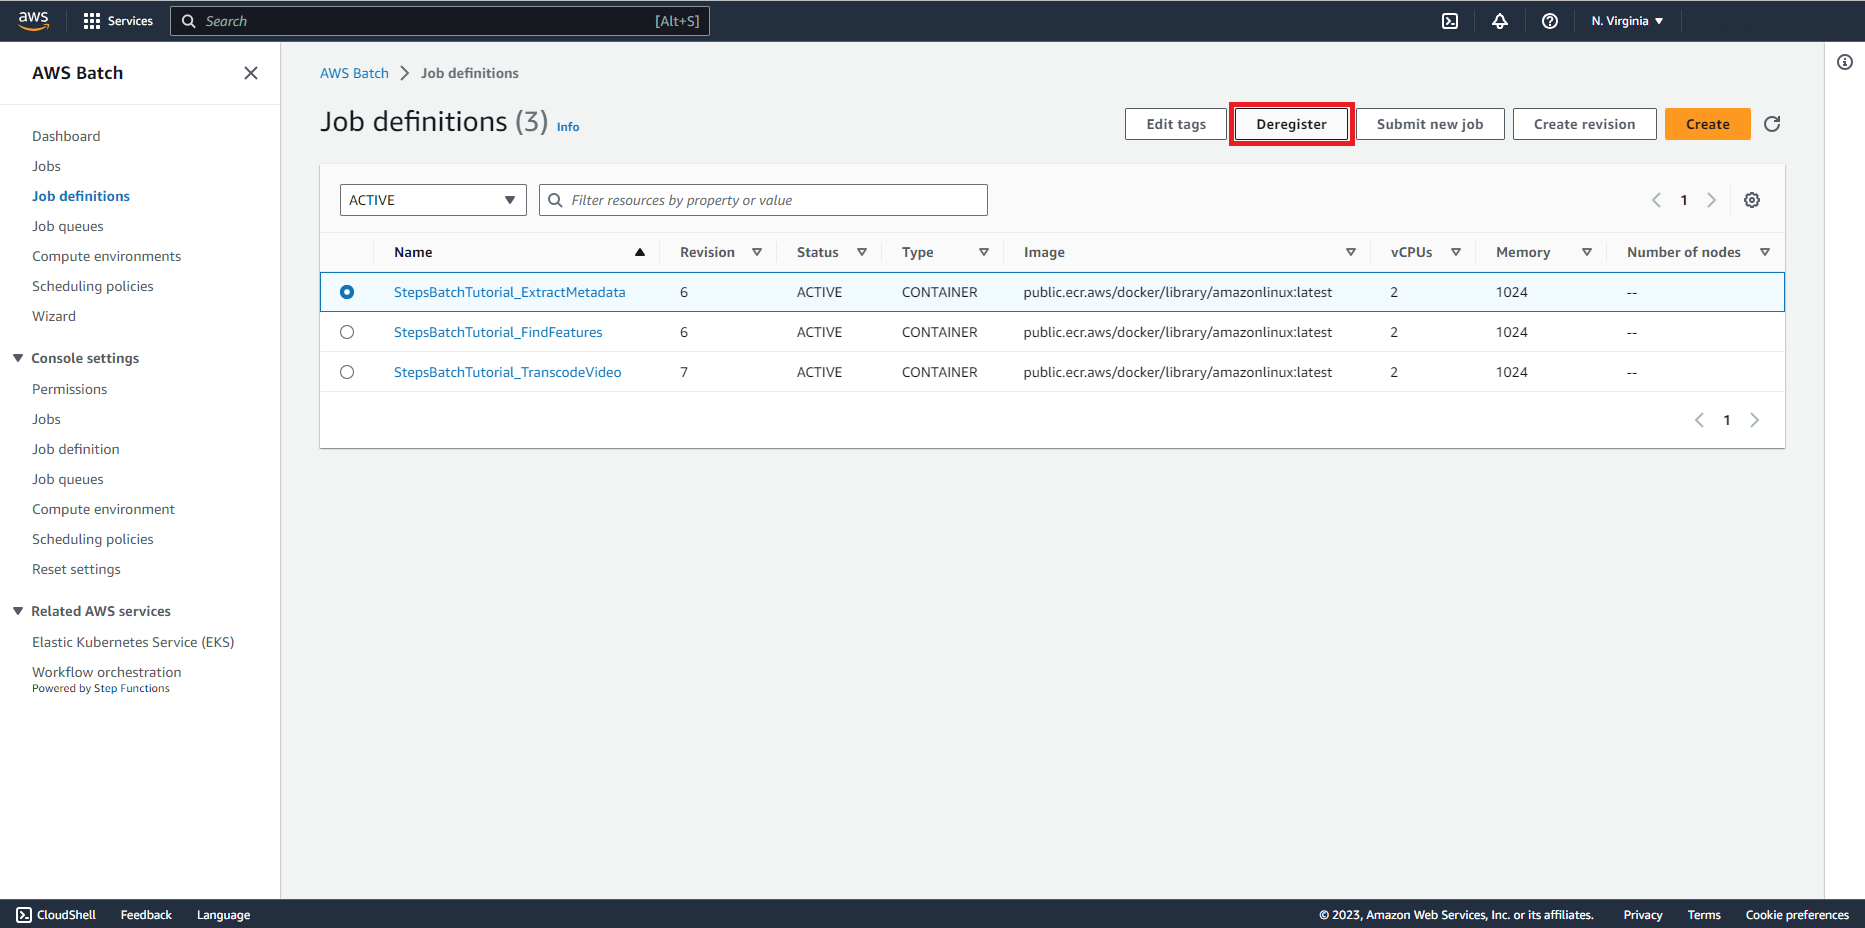 aws Services Search [Alt+S] N. Virginia
AWS Batch
Dashboard
Jobs
Job definitions
Job queues
Compute environments
Scheduling policies
Wizard
Console settings
Permissions
Jobs
Job definition
Job queues
Compute environment
Scheduling policies
Reset settings
Related AWS services
Elastic Kubernetes Service (EKS)
Workflow orchestration
Powered by Step Functions
AWS Batch Job definitions
Job definitions (3) Info Edit tags Deregister Submit new job Create revision Create
ACTIVE Filter resources by property or value 1
Name Revision Status Type Image vCPUs Memory Number of nodes
StepsBatchTutorial_ExtractMetadata 6 ACTIVE CONTAINER public.ecr.aws/docker/library/amazonlinux:latest 2 1024 --
StepsBatchTutorial_FindFeatures 6 ACTIVE CONTAINER public.ecr.aws/docker/library/amazonlinux:latest 2 1024 --
StepsBatchTutorial_TranscodeVideo 7 ACTIVE CONTAINER public.ecr.aws/docker/library/amazonlinux:latest 2 1024 --
1
CloudShell Feedback Language © 2023, Amazon Web Services, Inc. or its affiliates. Privacy Terms Cookie preferences